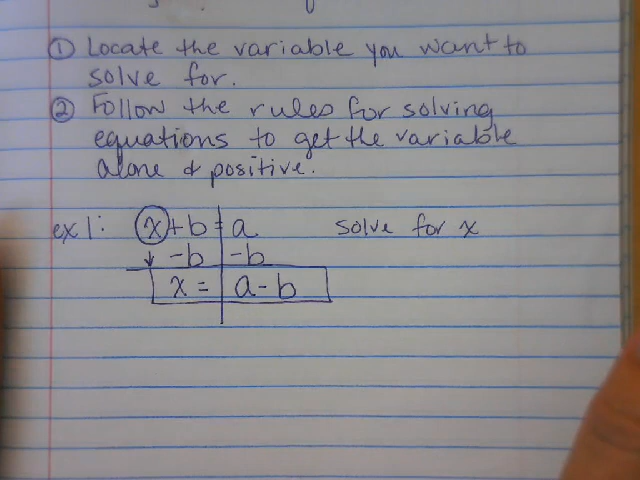 ① Locate the variable you want to
solve for.
② Follow the rules for solving
equations to get the variable
alone & positive.
ex 1: x + b = a solve for x
-b -b
x = a - b